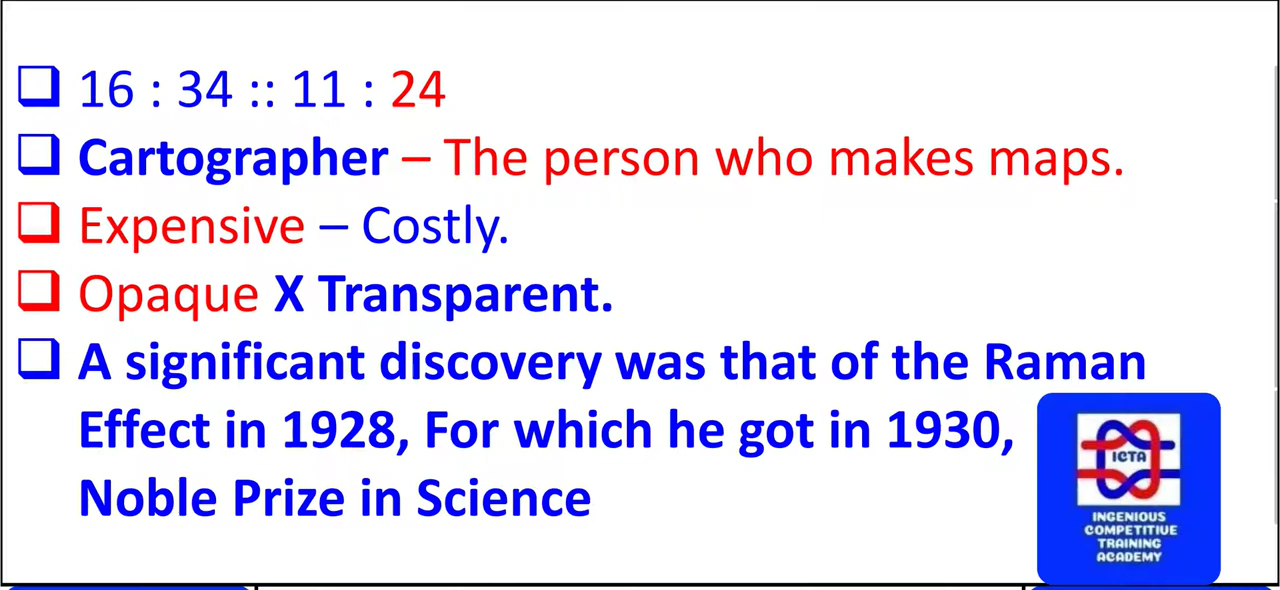 16 : 34 :: 11 : 24
Cartographer – The person who makes maps.
Expensive – Costly.
Opaque X Transparent.
A significant discovery was that of the Raman
Effect in 1928, For which he got in 1930,
Noble Prize in Science
ICTA
INGENIOUS
COMPETITIVE
TRAINING
ACADEMY